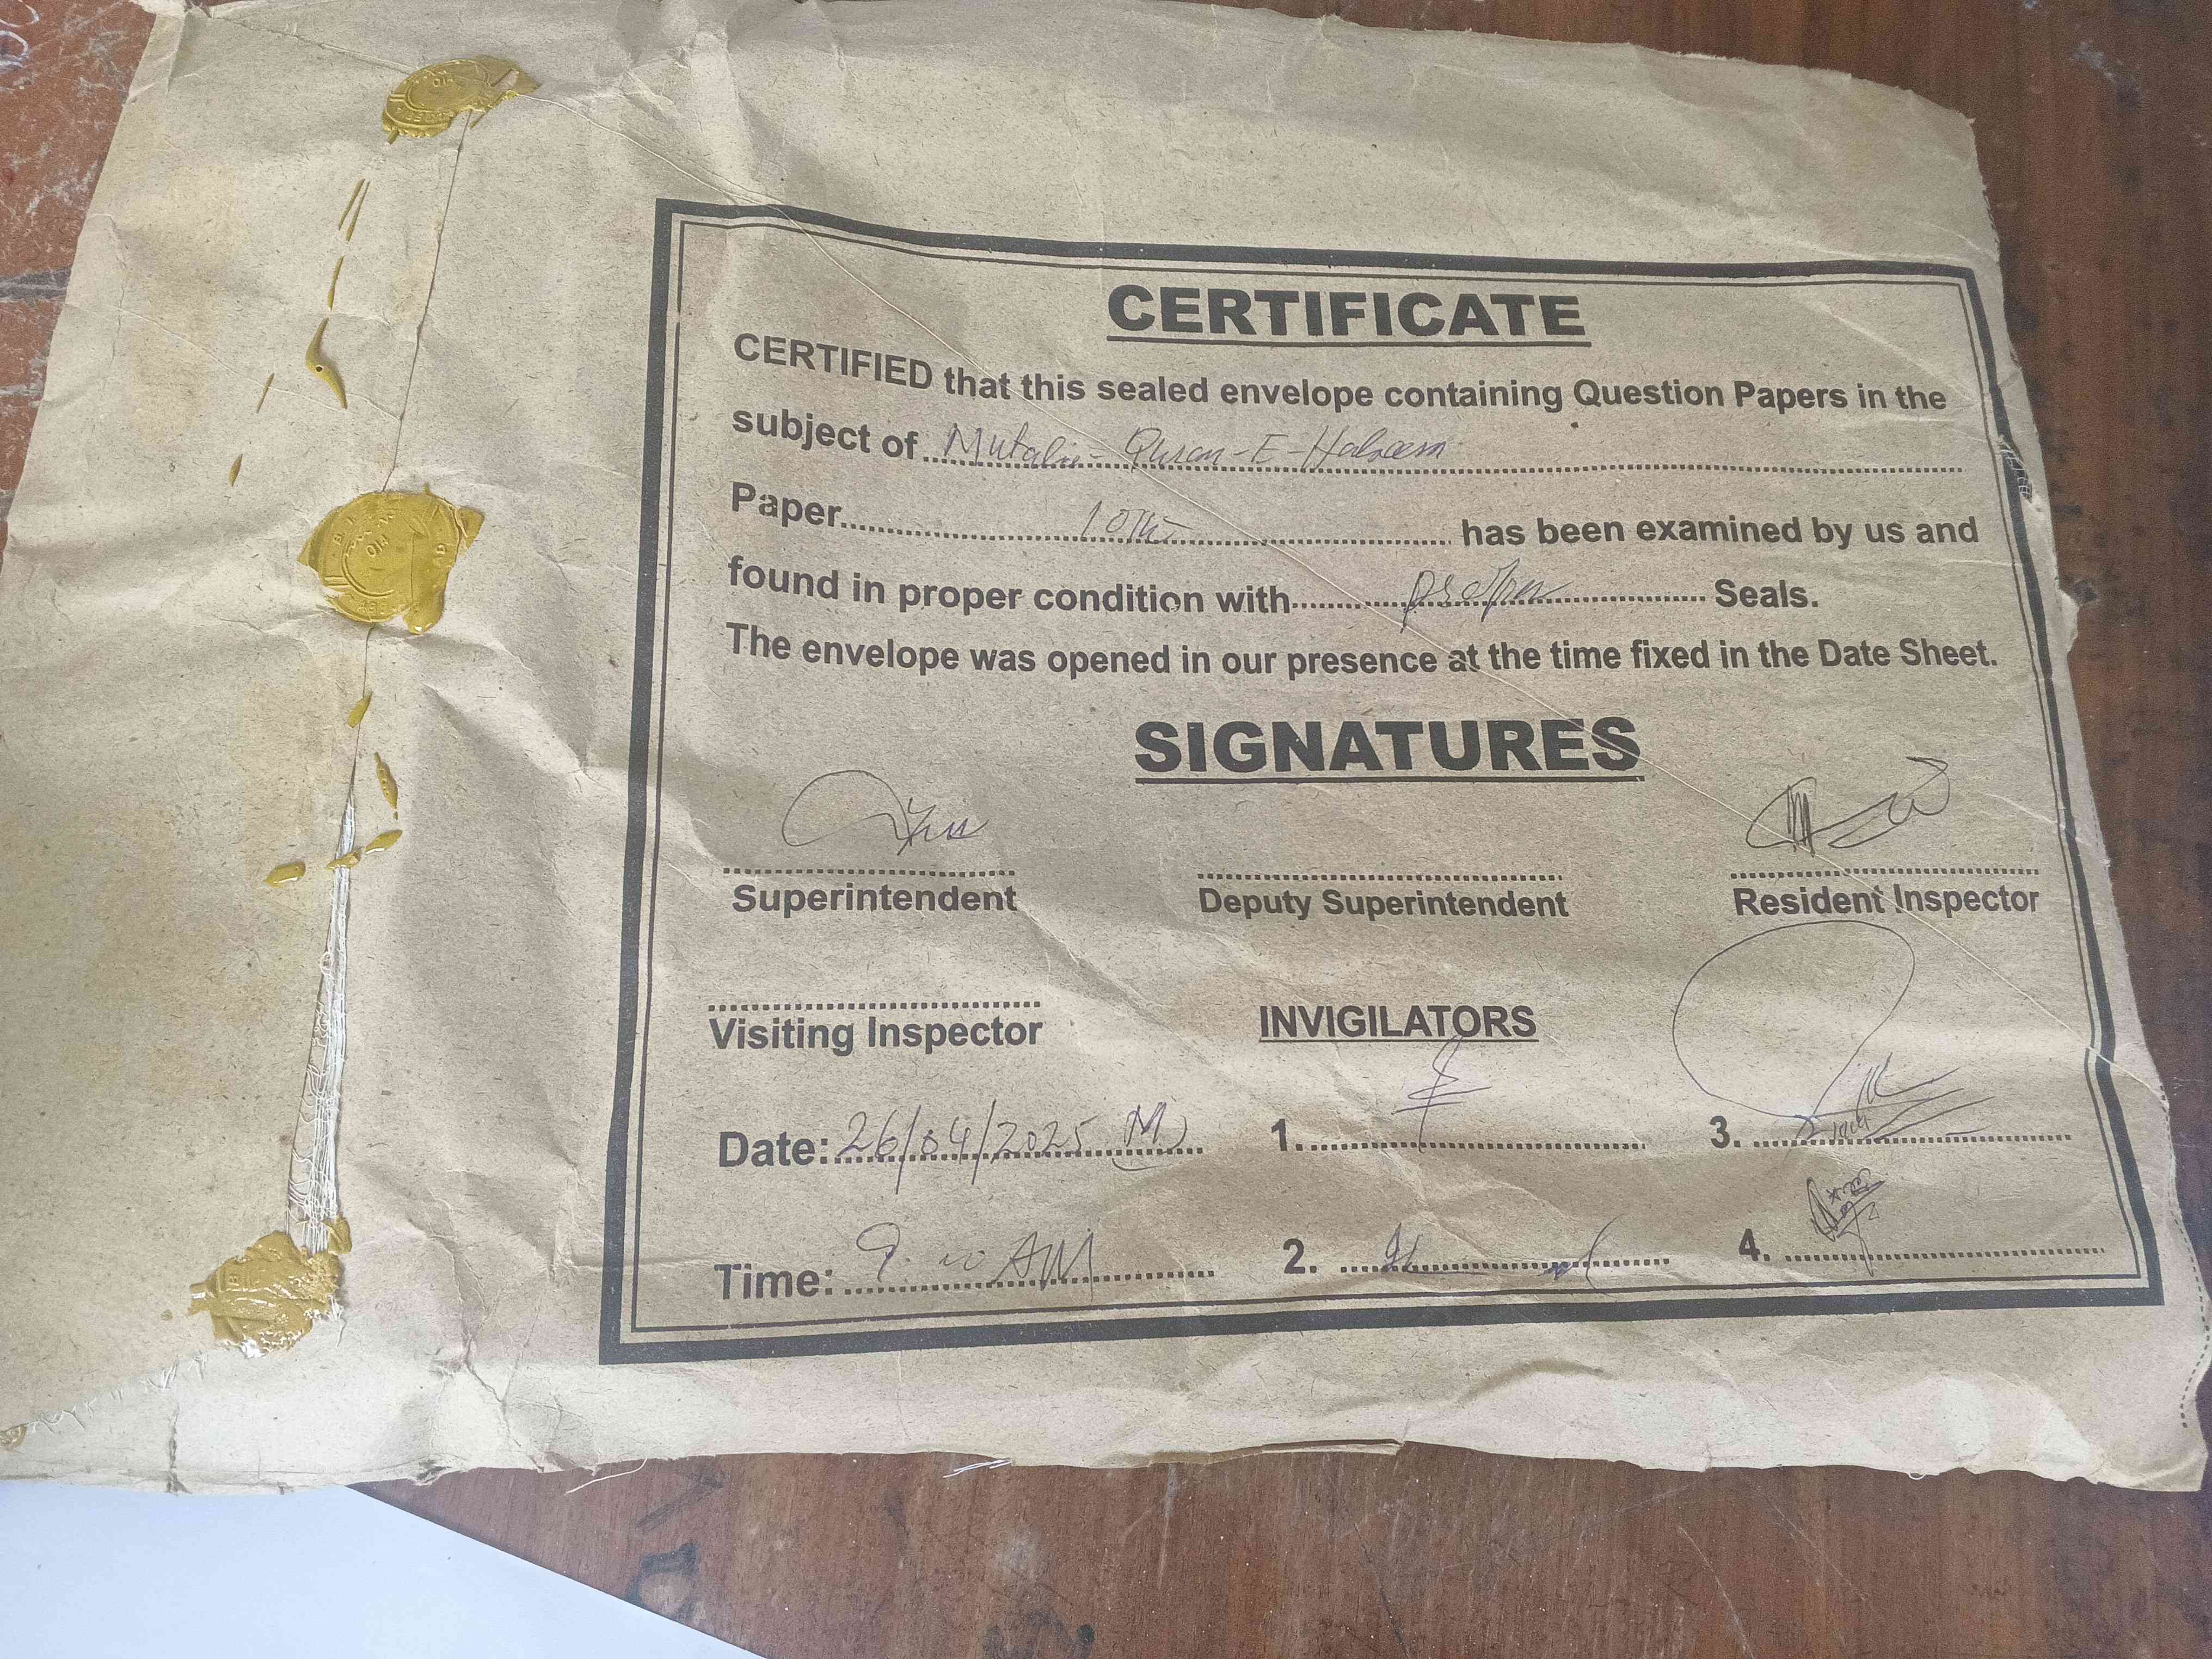 CERTIFICATE
CERTIFIED that this sealed envelope containing Question Papers in the
subject of Mutalia- Quran-E-Hakeem
Paper 10th has been examined by us and
found in proper condition with proper Seals.
The envelope was opened in our presence at the time fixed in the Date Sheet.
SIGNATURES
Superintendent Deputy Superintendent Resident Inspector
Visiting Inspector INVIGILATORS
Date: 26/04/2025 M 1. 3.
Time: 9:00 AM 2. 4.